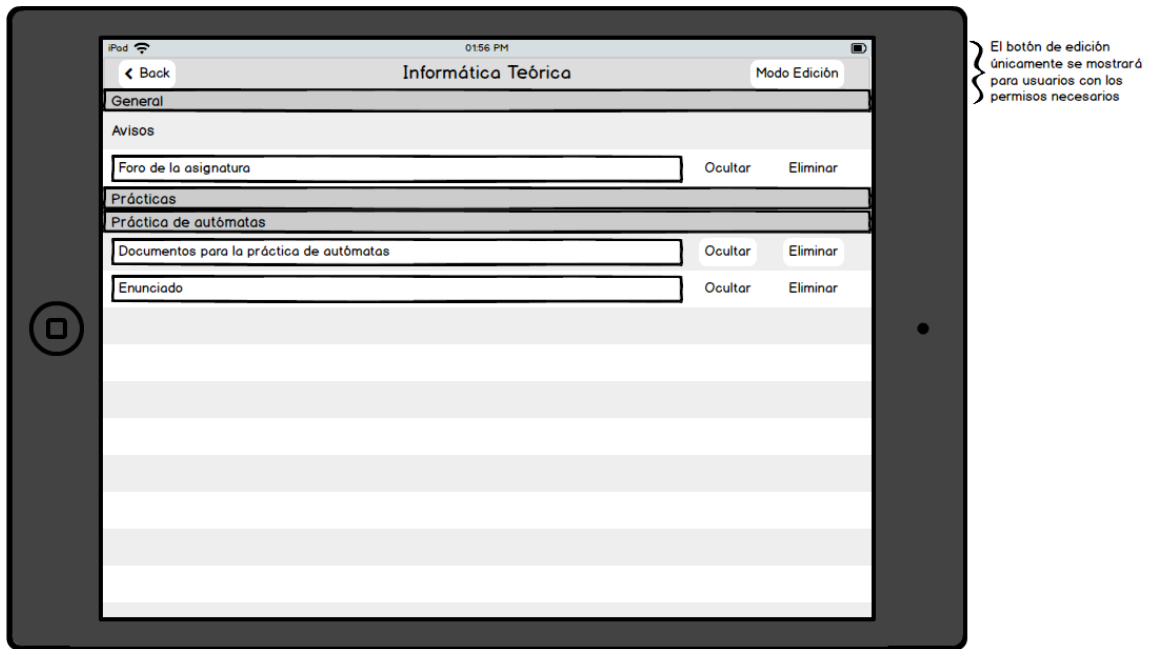 iPod 01:56 PM
Back Informática Teórica Modo Edición
General
Avisos
Foro de la asignatura Ocultar Eliminar
Prácticas
Práctica de autómatas
Documentos para la práctica de autómatas Ocultar Eliminar
Enunciado Ocultar Eliminar
El botón de edición
únicamente se mostrará
para usuarios con los
permisos necesarios